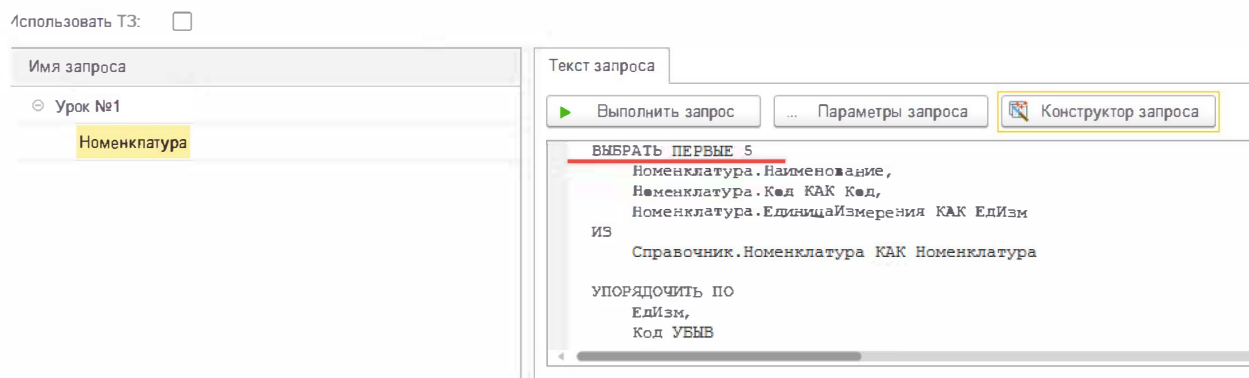 Использовать ТЗ:
Имя запроса
Урок №1
Номенклатура
Текст запроса
Выполнить запрос
... Параметры запроса
Конструктор запроса
ВЫБРАТЬ ПЕРВЫЕ 5
Номенклатура.Наименование,
Номенклатура.Код КАК Код,
Номенклатура.ЕдиницаИзмерения КАК ЕдИзм
ИЗ
Справочник.Номенклатура КАК Номенклатура
УПОРЯДОЧИТЬ ПО
ЕдИзм,
Код УБЫВ